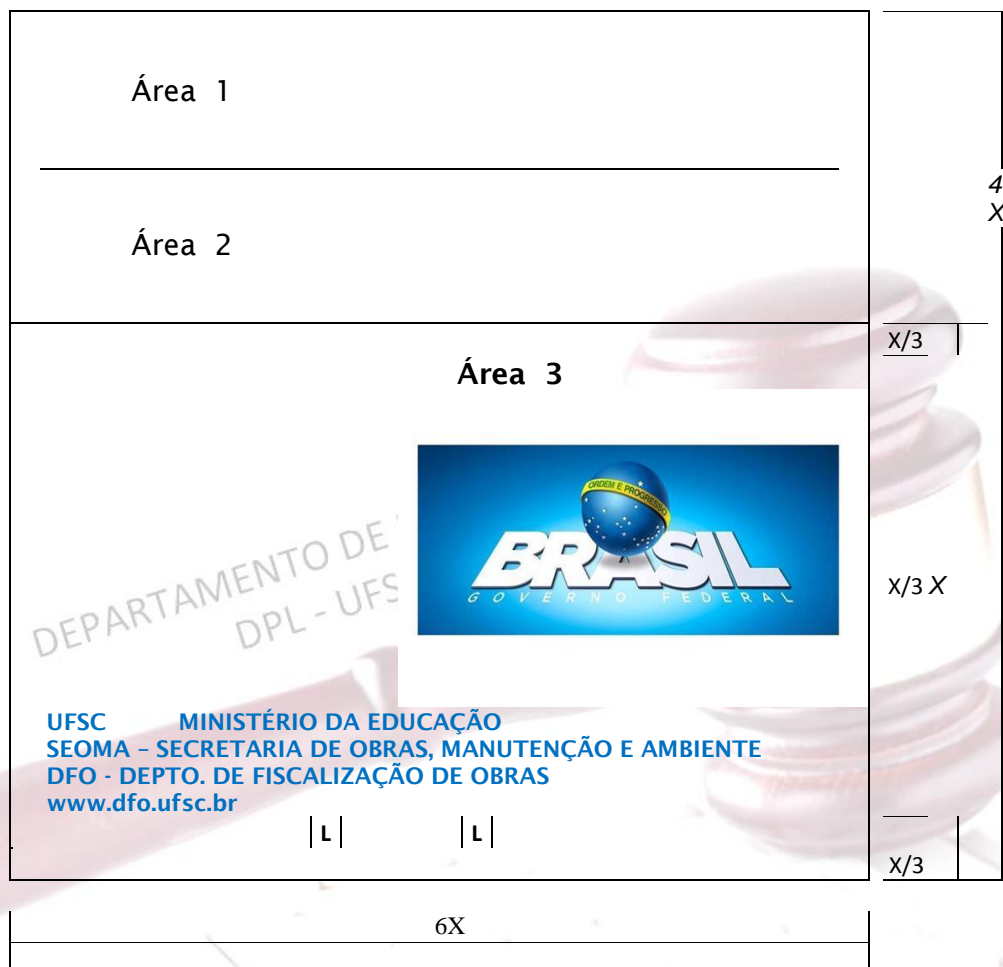 Área 1
4
X
Área 2
X/3
Área 3
ORDEM E PROGRESSO
BRASIL
GOVERNO FEDERAL
X/3 X
DEPARTAMENTO DE
DPL - UFS
UFSC MINISTÉRIO DA EDUCAÇÃO
SEOMA – SECRETARIA DE OBRAS, MANUTENÇÃO E AMBIENTE
DFO - DEPTO. DE FISCALIZAÇÃO DE OBRAS
www.dfo.ufsc.br
L L
X/3
6X